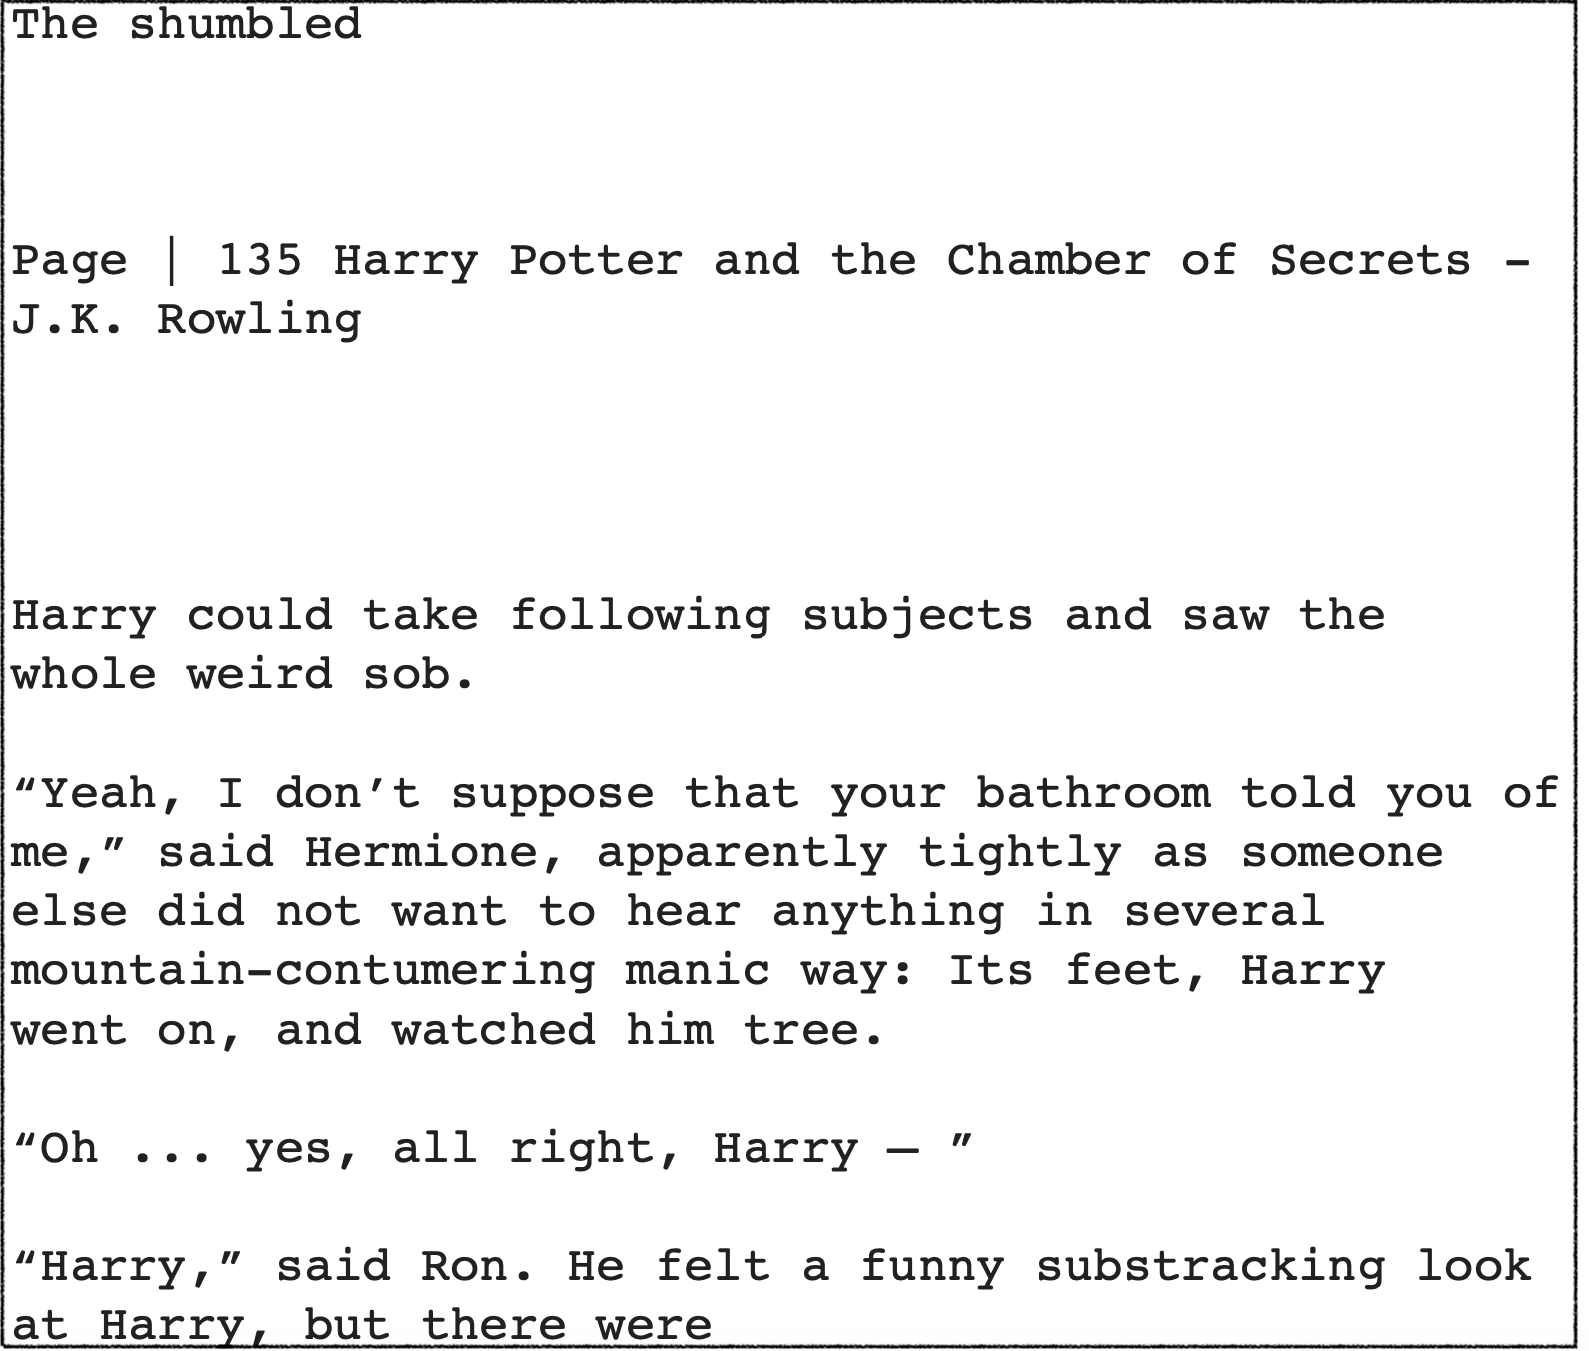 The shumbled
Page | 135 Harry Potter and the Chamber of Secrets -
J.K. Rowling
Harry could take following subjects and saw the
whole weird sob.
“Yeah, I don’t suppose that your bathroom told you of
me,” said Hermione, apparently tightly as someone
else did not want to hear anything in several
mountain-contumering manic way: Its feet, Harry
went on, and watched him tree.
“Oh ... yes, all right, Harry — ”
“Harry,” said Ron. He felt a funny substracking look
at Harry, but there were